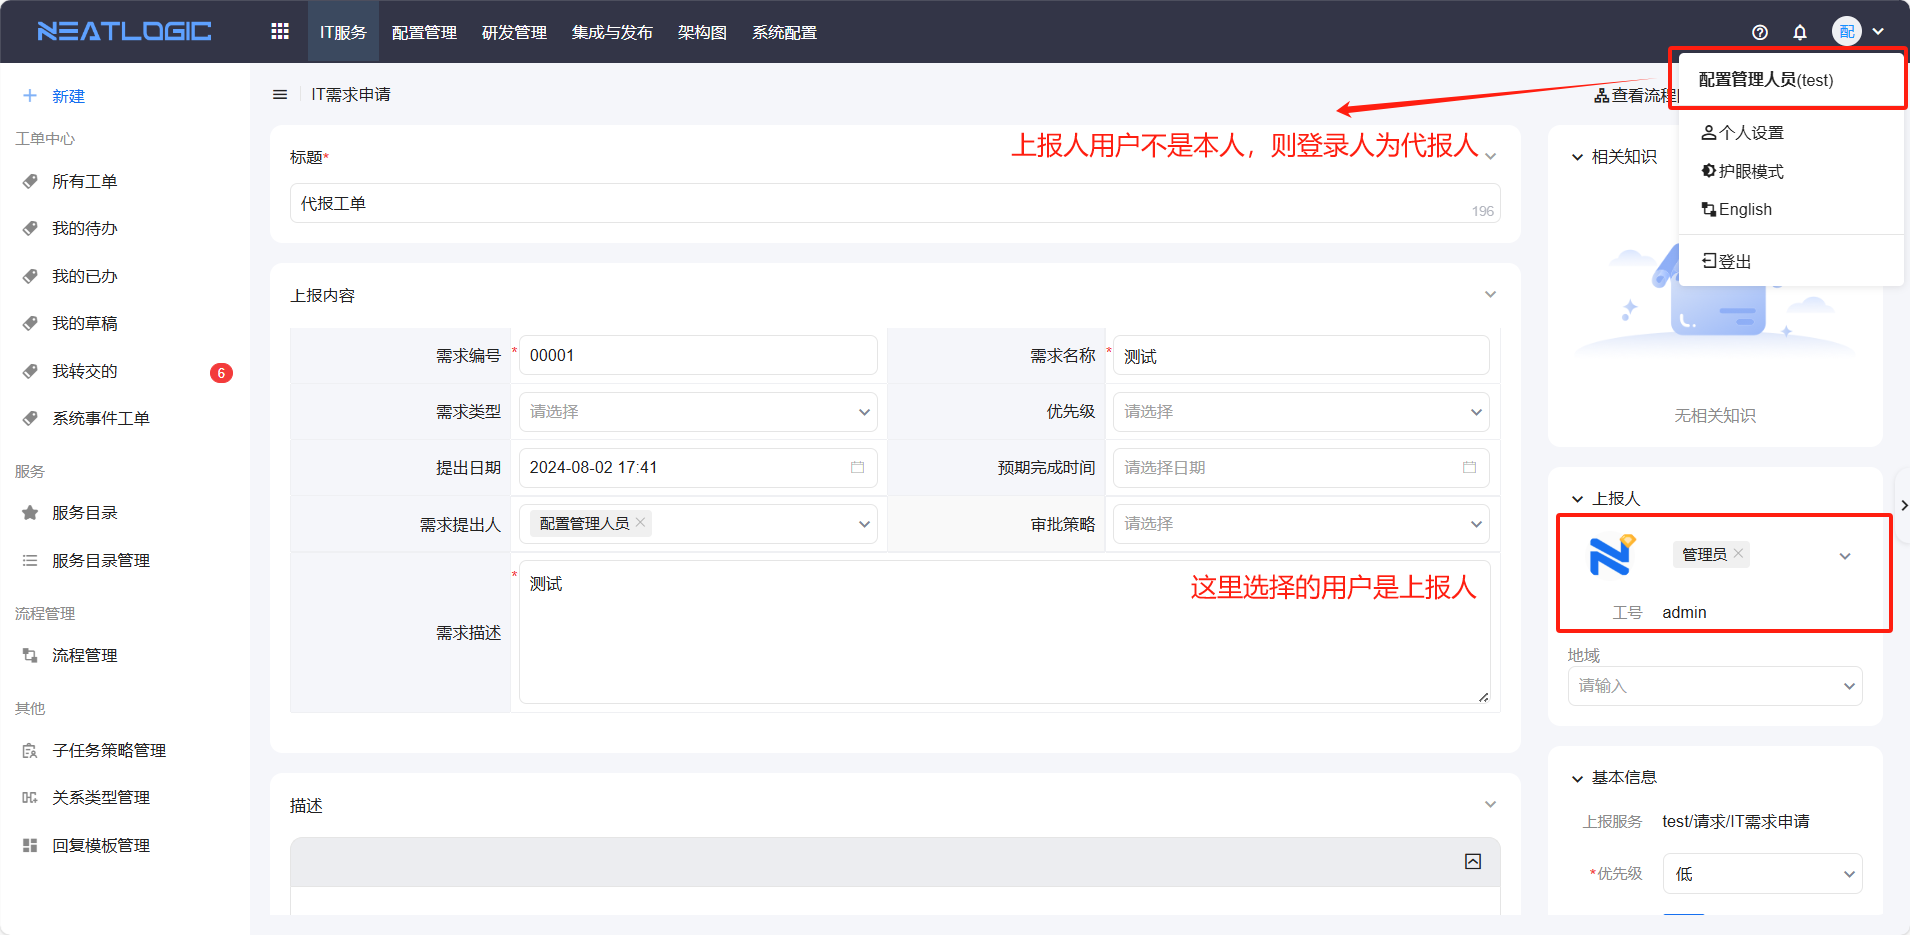 NEATLOGIC
IT服务 配置管理 研发管理 集成与发布 架构图 系统配置
配
配置管理人员(test)
个人设置
护眼模式
English
登出
新建
工单中心
所有工单
我的待办
我的已办
我的草稿
我转交的 6
系统事件工单
服务
服务目录
服务目录管理
流程管理
流程管理
其他
子任务策略管理
关系类型管理
回复模板管理
IT需求申请
查看流程
上报人用户不是本人，则登录人为代报人
标题*
代报工单
196
上报内容
需求编号 * 00001 需求名称 * 测试
需求类型 请选择 优先级 请选择
提出日期 2024-08-02 17:41 预期完成时间 请选择日期
需求提出人 配置管理人员 审批策略 请选择
需求描述 * 测试
这里选择的用户是上报人
描述
相关知识
无相关知识
上报人
管理员
工号 admin
地域
请输入
基本信息
上报服务 test/请求/IT需求申请
*优先级 低